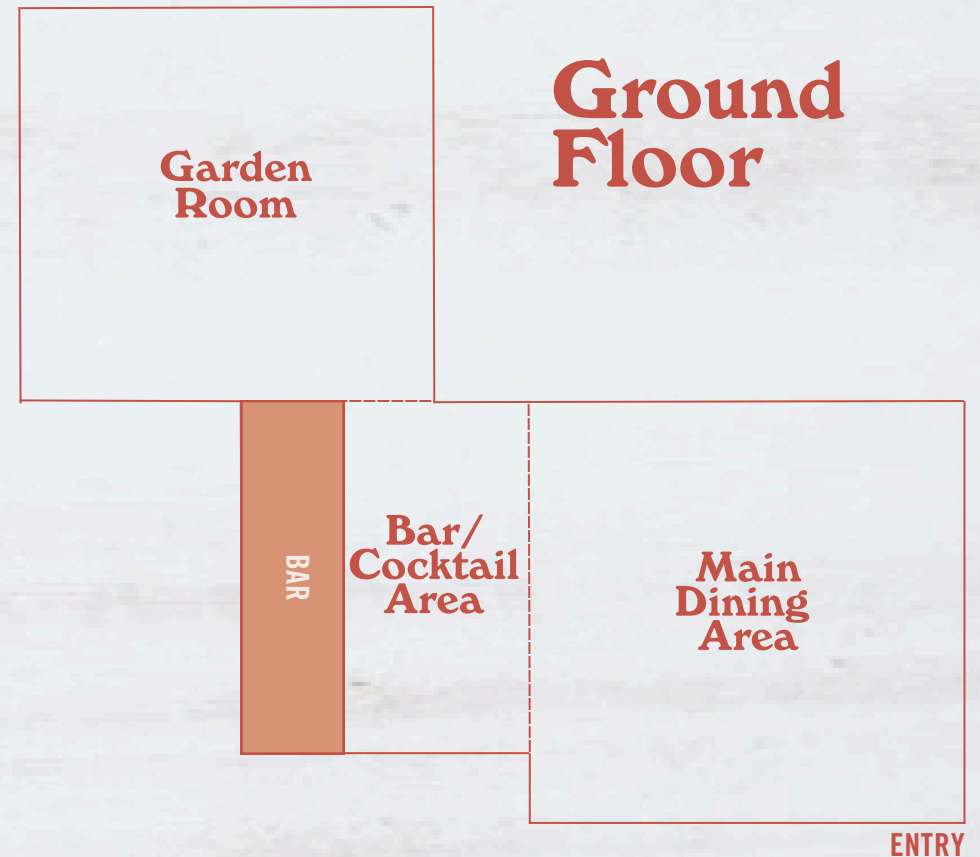 Ground
Floor
Garden
Room
BAR
Bar/
Cocktail
Area
Main
Dining
Area
ENTRY